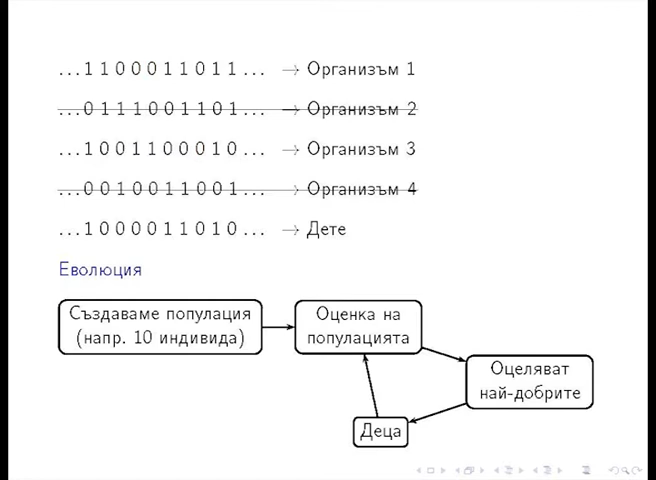 ...1 1 0 0 0 1 1 0 1 1... → Организъм 1
...0 1 1 1 0 0 1 1 0 1... → Организъм 2
...1 0 0 1 1 0 0 0 1 0... → Организъм 3
...0 0 1 0 0 1 1 0 0 1... → Организъм 4
...1 0 0 0 0 1 1 0 1 0... → Дете
Еволюция
Създаваме популация
(напр. 10 индивида)
Оценка на
популацията
Оцеляват
най-добрите
Деца